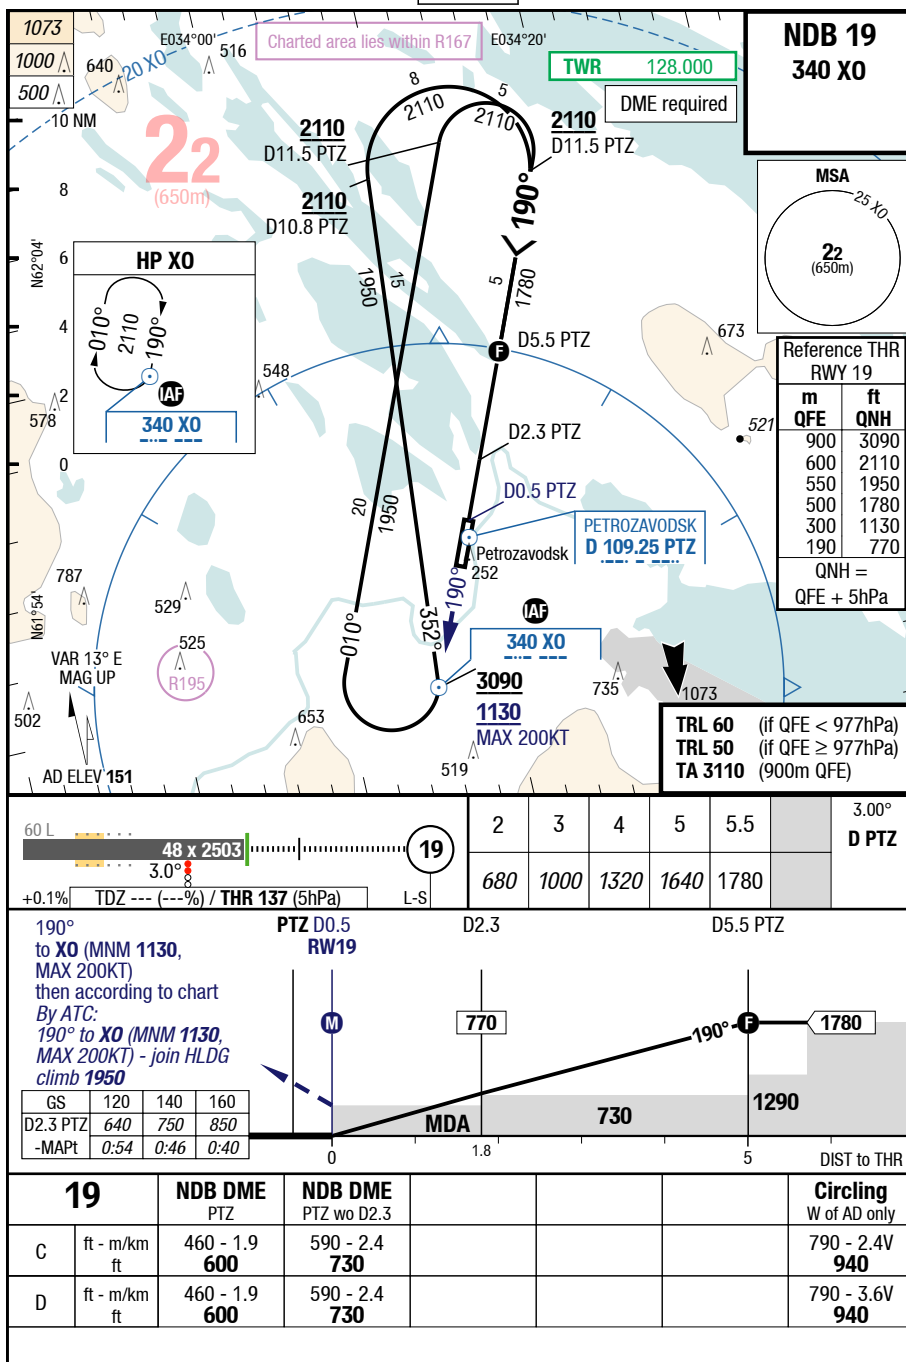 1073
1000
500
E034°00'
516
Charted area lies within R167
E034°20'
NDB 19
340 XO
640
20 XO
TWR 128.000
DME required
10 NM
8
5
2110
2110
2110
D11.5 PTZ
2110
D11.5 PTZ
22
(650m)
2110
D10.8 PTZ
190°
MSA
25 XO
22
(650m)
8
6
4
2
0
N62°04'
HP XO
010°
2110
190°
IAF
340 XO
1950
15
5
1780
F
D5.5 PTZ
673
548
578
521
D2.3 PTZ
D0.5 PTZ
Reference THR
RWY 19
m ft
QFE QNH
900 3090
600 2110
550 1950
500 1780
300 1130
190 770
QNH =
QFE + 5hPa
20
1950
PETROZAVODSK
D 109.25 PTZ
Petrozavodsk
252
787
529
N61°54'
190°
IAF
340 XO
010°
352°
525
R195
VAR 13° E
MAG UP
3090
1130
MAX 200KT
735
1073
502
653
519
AD ELEV 151
TRL 60 (if QFE < 977hPa)
TRL 50 (if QFE ≥ 977hPa)
TA 3110 (900m QFE)
60 L
48 x 2503
19
3.0°
+0.1%
TDZ --- (---%) / THR 137 (5hPa)
L-S
2 3 4 5 5.5
3.00°
D PTZ
680 1000 1320 1640 1780
190°
to XO (MNM 1130,
MAX 200KT)
then according to chart
By ATC:
190° to XO (MNM 1130,
MAX 200KT) - join HLDG
climb 1950
PTZ D0.5
RW19
D2.3
D5.5 PTZ
M
770
190°
F
1780
MDA
730
1290
0
1.8
5
DIST to THR
GS 120 140 160
D2.3 PTZ 640 750 850
-MAPt 0:54 0:46 0:40
19
NDB DME
PTZ
NDB DME
PTZ wo D2.3
Circling
W of AD only
C
ft - m/km 460 - 1.9 590 - 2.4 790 - 2.4V
ft 600 730 940
D
ft - m/km 460 - 1.9 590 - 2.4 790 - 3.6V
ft 600 730 940